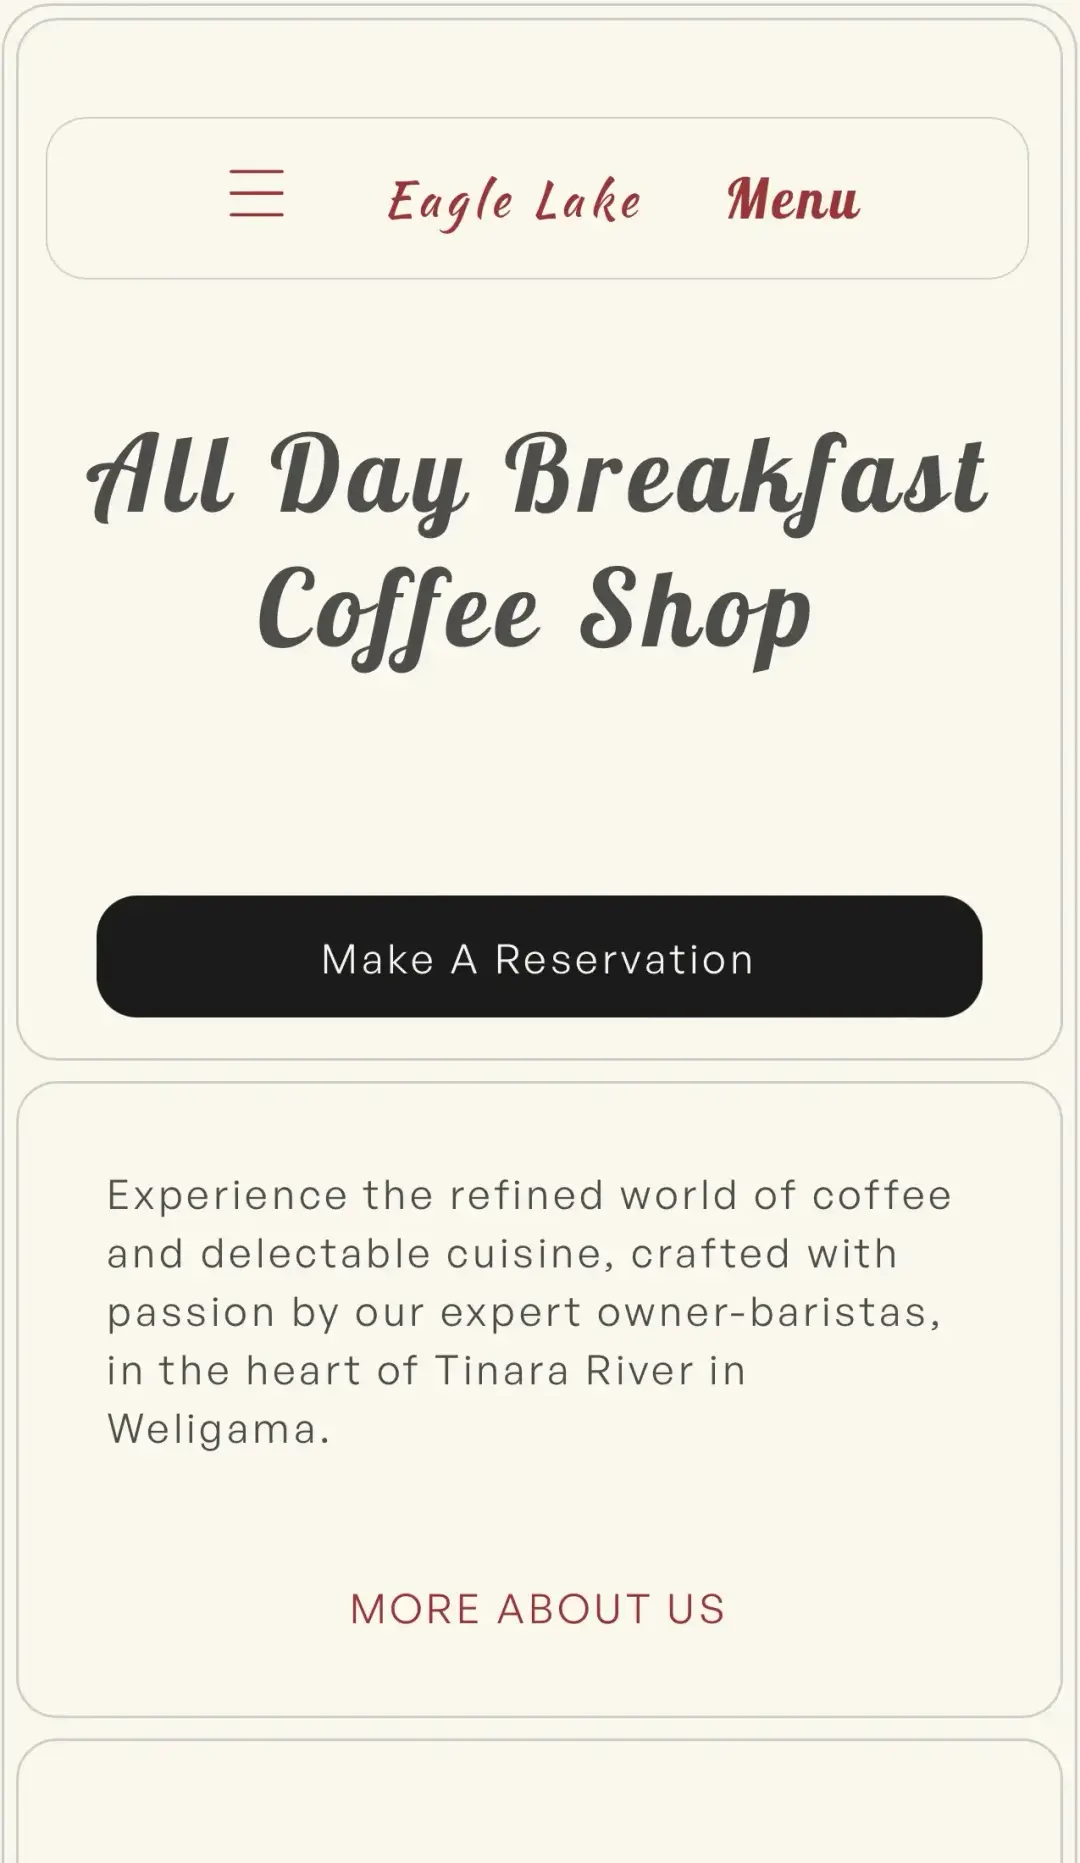 Eagle Lake Menu
All Day Breakfast
Coffee Shop
Make A Reservation
Experience the refined world of coffee
and delectable cuisine, crafted with
passion by our expert owner-baristas,
in the heart of Tinara River in
Weligama.
MORE ABOUT US